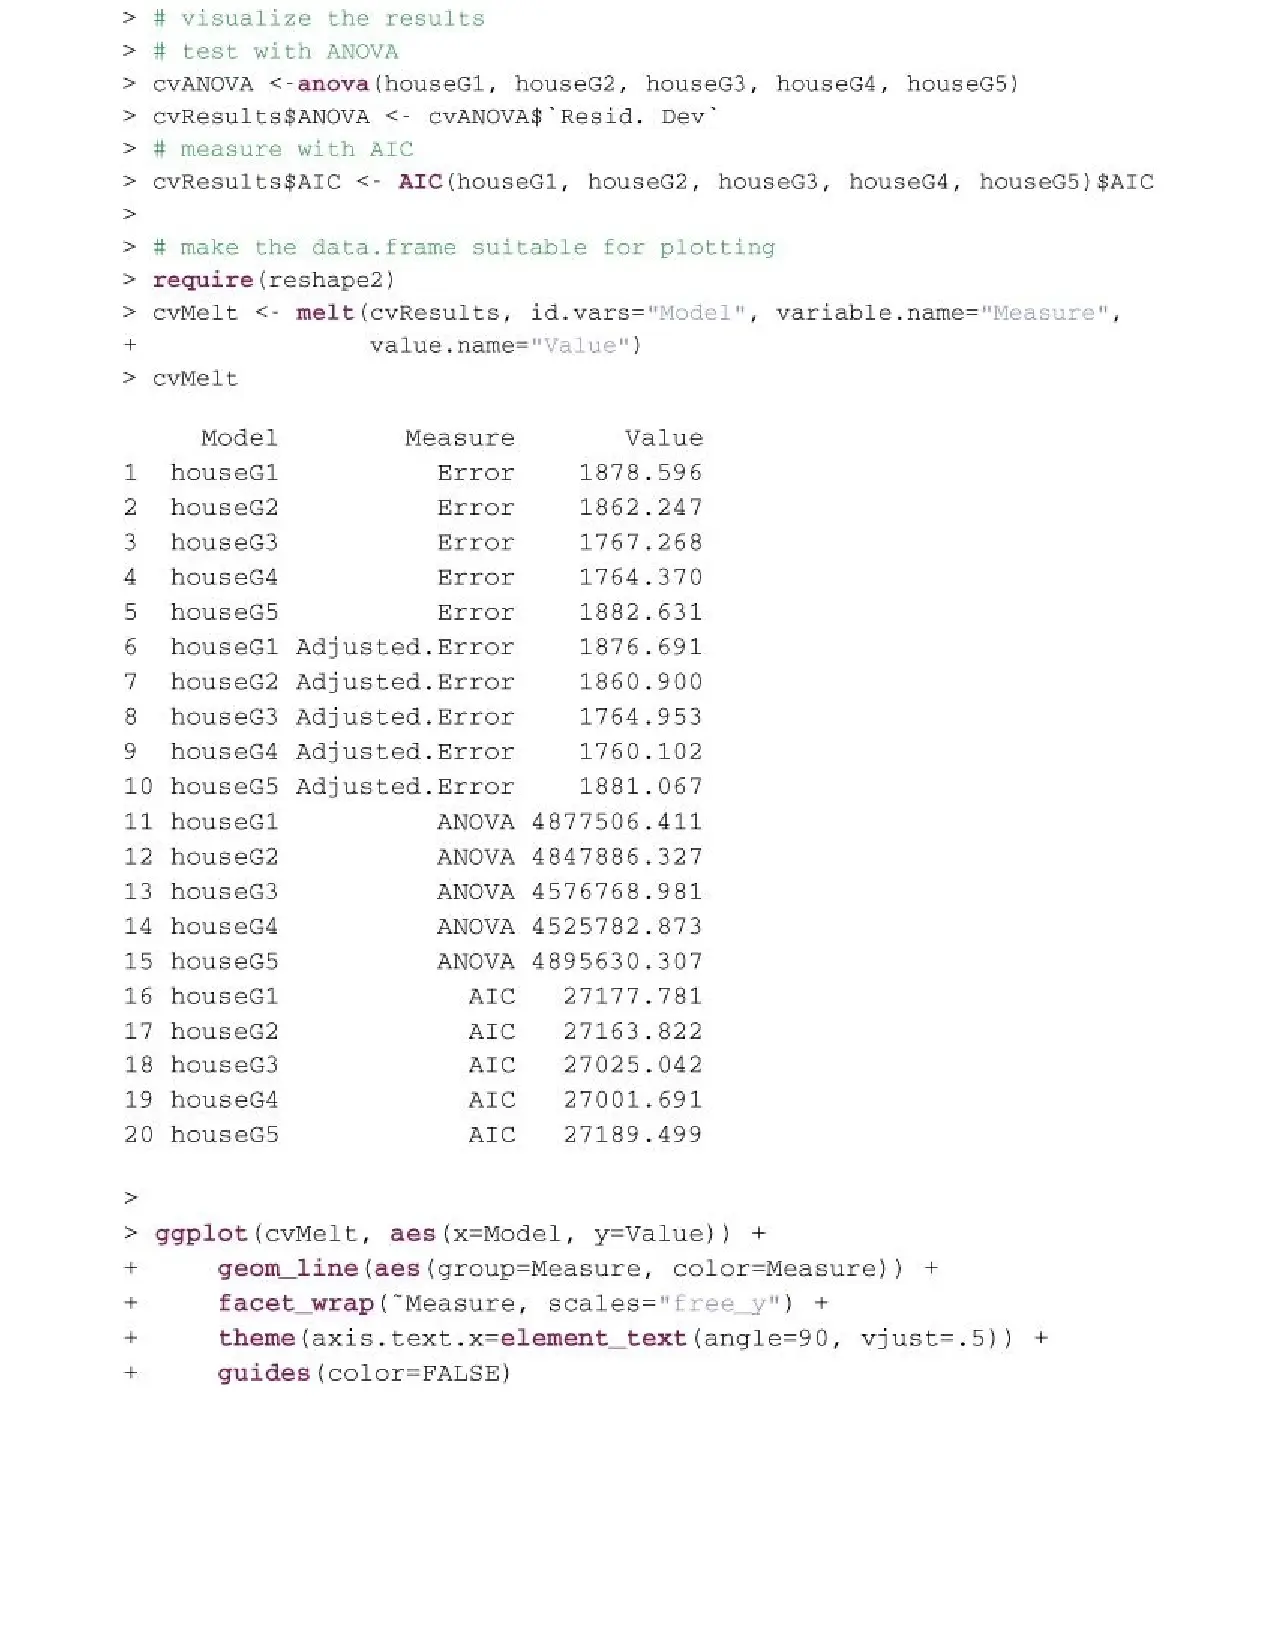 > # visualize the results
> # test with ANOVA
> cvANOVA <-anova(houseG1, houseG2, houseG3, houseG4, houseG5)
> cvResults$ANOVA <- cvANOVA$`Resid. Dev`
> # measure with AIC
> cvResults$AIC <- AIC(houseG1, houseG2, houseG3, houseG4, houseG5)$AIC
>
> # make the data.frame suitable for plotting
> require(reshape2)
> cvMelt <- melt(cvResults, id.vars="Model", variable.name="Measure",
+               value.name="Value")
> cvMelt
     Model        Measure       Value
1  houseG1          Error    1878.596
2  houseG2          Error    1862.247
3  houseG3          Error    1767.268
4  houseG4          Error    1764.370
5  houseG5          Error    1882.631
6  houseG1 Adjusted.Error    1876.691
7  houseG2 Adjusted.Error    1860.900
8  houseG3 Adjusted.Error    1764.953
9  houseG4 Adjusted.Error    1760.102
10 houseG5 Adjusted.Error    1881.067
11 houseG1          ANOVA 4877506.411
12 houseG2          ANOVA 4847886.327
13 houseG3          ANOVA 4576768.981
14 houseG4          ANOVA 4525782.873
15 houseG5          ANOVA 4895630.307
16 houseG1            AIC   27177.781
17 houseG2            AIC   27163.822
18 houseG3            AIC   27025.042
19 houseG4            AIC   27001.691
20 houseG5            AIC   27189.499
>
> ggplot(cvMelt, aes(x=Model, y=Value)) +
+     geom_line(aes(group=Measure, color=Measure)) +
+     facet_wrap(~Measure, scales="free_y") +
+     theme(axis.text.x=element_text(angle=90, vjust=.5)) +
+     guides(color=FALSE)